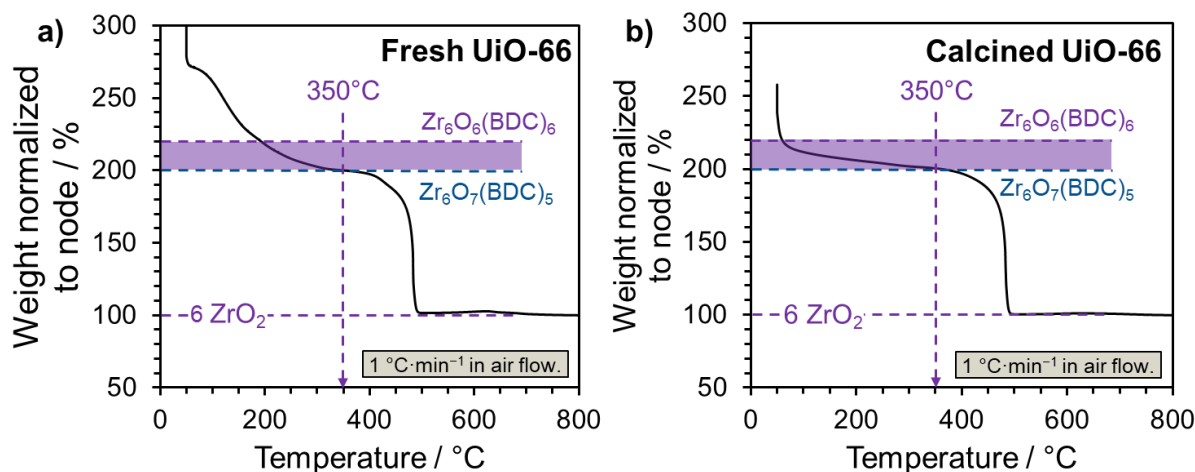 a)
Fresh UiO-66
Weight normalized
to node / %
300
250
200
150
100
50
350°C
Zr₆O₆(BDC)₆
Zr₆O₇(BDC)₅
6 ZrO₂
1 °C·min⁻¹ in air flow.
0 200 400 600 800
Temperature / °C
b)
Calcined UiO-66
Weight normalized
to node / %
300
250
200
150
100
50
350°C
Zr₆O₆(BDC)₆
Zr₆O₇(BDC)₅
6 ZrO₂
1 °C·min⁻¹ in air flow.
0 200 400 600 800
Temperature / °C